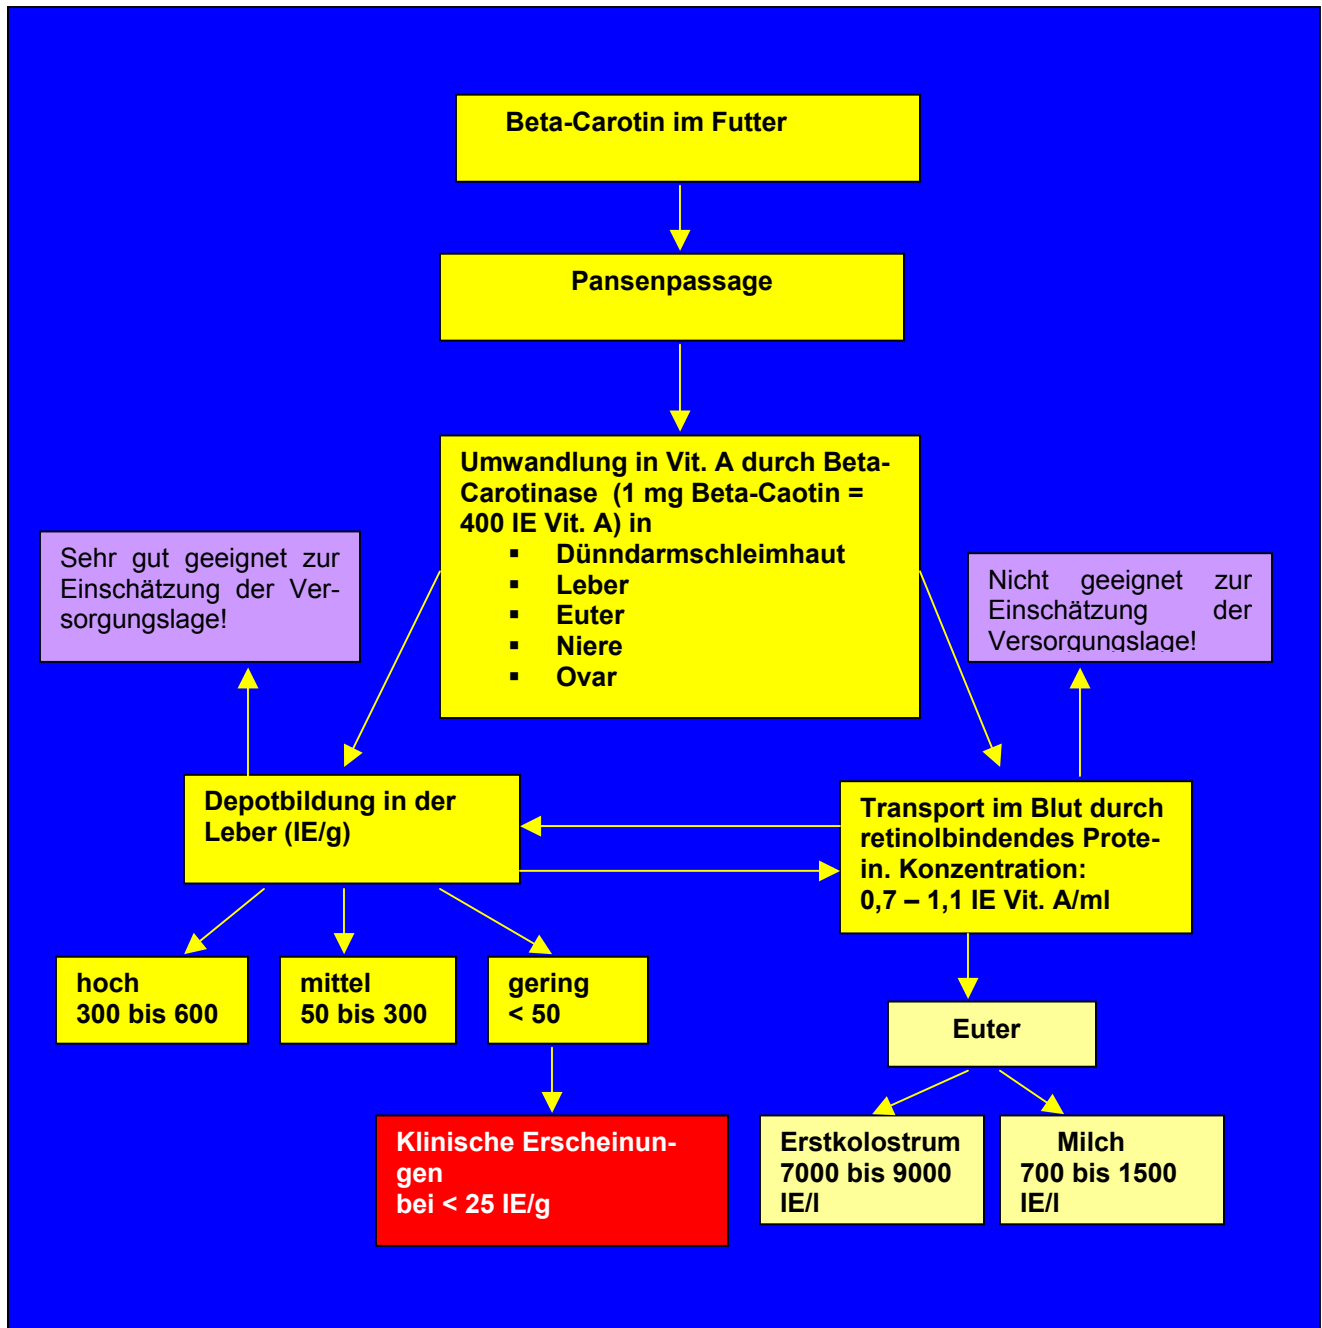 Beta-Carotin im Futter
Pansenpassage
Umwandlung in Vit. A durch Beta-
Carotinase (1 mg Beta-Caotin =
400 IE Vit. A) in
▪ Dünndarmschleimhaut
▪ Leber
▪ Euter
▪ Niere
▪ Ovar
Sehr gut geeignet zur
Einschätzung der Ver-
sorgungslage!
Nicht geeignet zur
Einschätzung der
Versorgungslage!
Depotbildung in der
Leber (IE/g)
Transport im Blut durch
retinolbindendes Prote-
in. Konzentration:
0,7 – 1,1 IE Vit. A/ml
hoch
300 bis 600
mittel
50 bis 300
gering
< 50
Euter
Klinische Erscheinun-
gen
bei < 25 IE/g
Erstkolostrum
7000 bis 9000
IE/l
Milch
700 bis 1500
IE/l